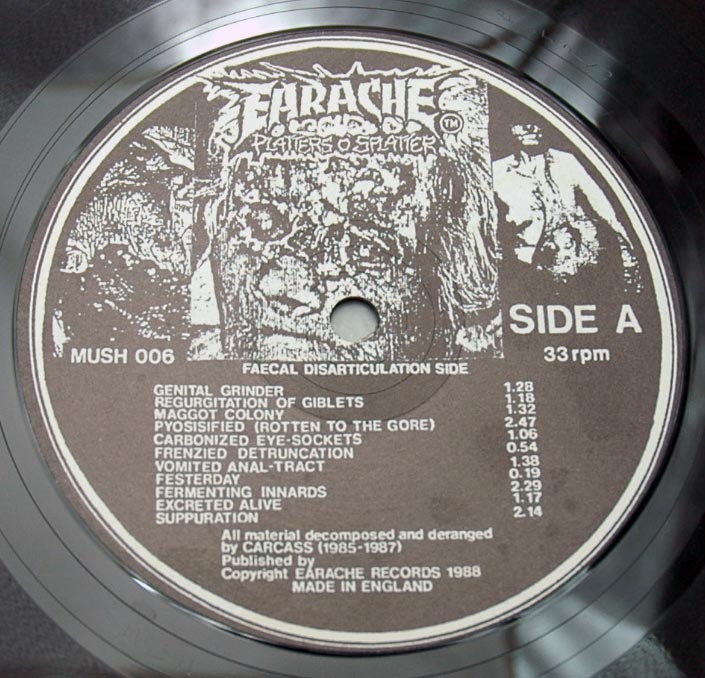 EARACHE
TM
PLATTERS O' SPLATTER
SIDE A
MUSH 006
33rpm
FAECAL DISARTICULATION SIDE
GENITAL GRINDER 1.28
REGURGITATION OF GIBLETS 1.18
MAGGOT COLONY 1.32
PYOSISIFIED (ROTTEN TO THE GORE) 2.47
CARBONIZED EYE-SOCKETS 1.06
FRENZIED DETRUNCATION 0.54
VOMITED ANAL-TRACT 1.38
FESTERDAY 0.19
FERMENTING INNARDS 2.29
EXCRETED ALIVE 1.17
SUPPURATION 2.14
All material decomposed and deranged
by CARCASS (1985-1987)
Published by
Copyright EARACHE RECORDS 1988
MADE IN ENGLAND